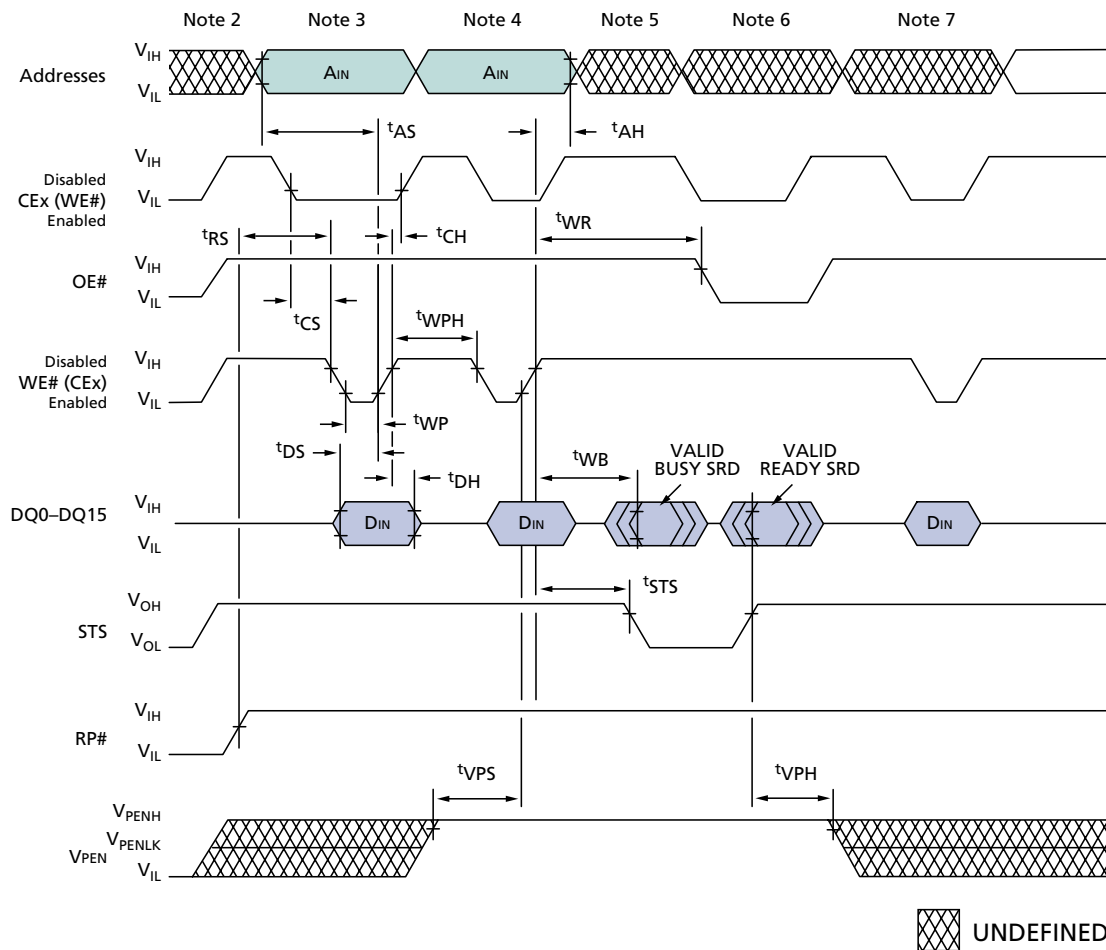 Note 2 Note 3 Note 4 Note 5 Note 6 Note 7
Addresses
VIH
VIL
AIN
AIN
tAS
tAH
Disabled
CEx (WE#)
Enabled
VIH
VIL
tRS
tCH
tWR
OE#
VIH
VIL
tCS
tWPH
Disabled
WE# (CEx)
Enabled
VIH
VIL
tWP
tDS
tDH
tWB
VALID
BUSY SRD
VALID
READY SRD
DQ0–DQ15
VIH
VIL
DIN
DIN
DIN
tSTS
STS
VOH
VOL
RP#
VIH
VIL
tVPS
tVPH
VPENH
VPENLK
VPEN
VIL
UNDEFINED